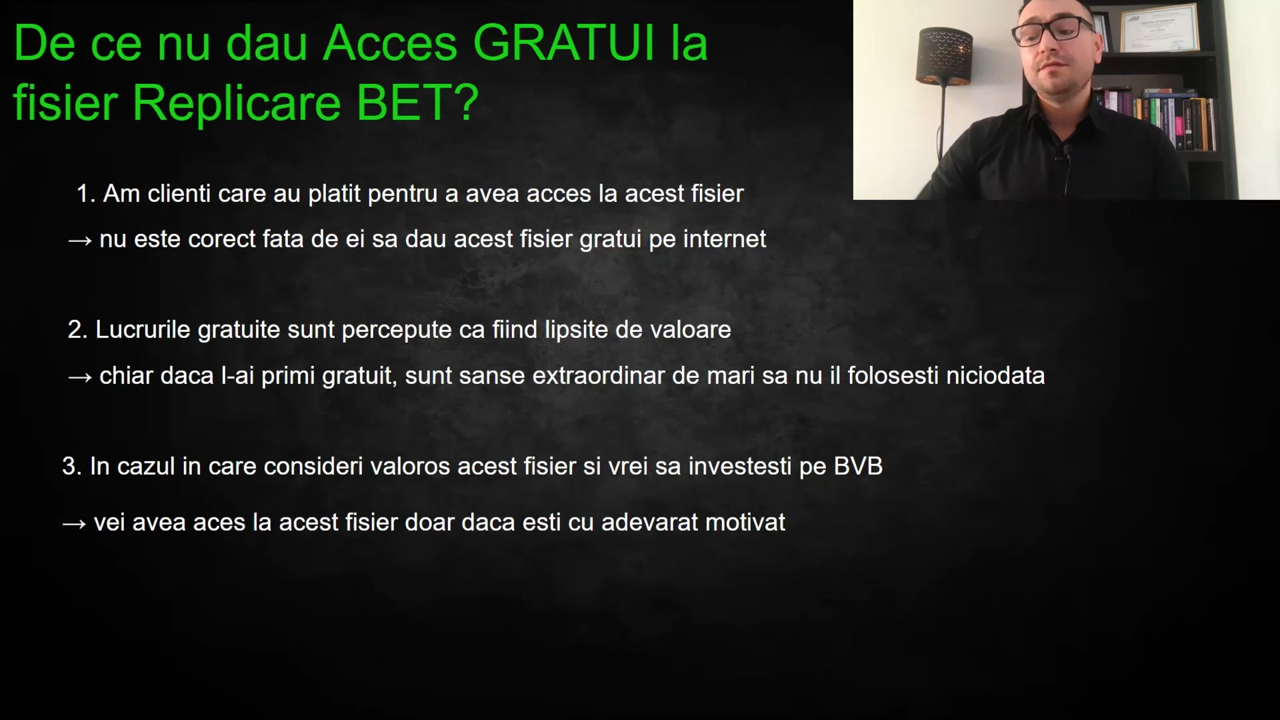 De ce nu dau Acces GRATUI la
fisier Replicare BET?
1. Am clienti care au platit pentru a avea acces la acest fisier
→ nu este corect fata de ei sa dau acest fisier gratui pe internet
2. Lucrurile gratuite sunt percepute ca fiind lipsite de valoare
→ chiar daca l-ai primi gratuit, sunt sanse extraordinar de mari sa nu il folosesti niciodata
3. In cazul in care consideri valoros acest fisier si vrei sa investesti pe BVB
→ vei avea aces la acest fisier doar daca esti cu adevarat motivat